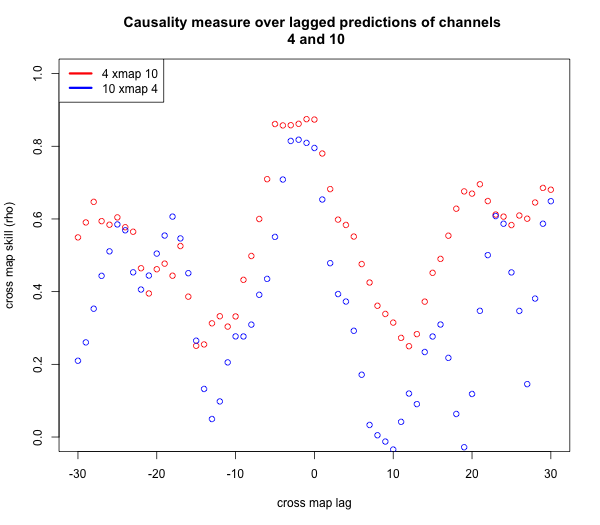 Causality measure over lagged predictions of channels
4 and 10
4 xmap 10
10 xmap 4
cross map skill (rho)
1.0
0.8
0.6
0.4
0.2
0.0
-30 -20 -10 0 10 20 30
cross map lag